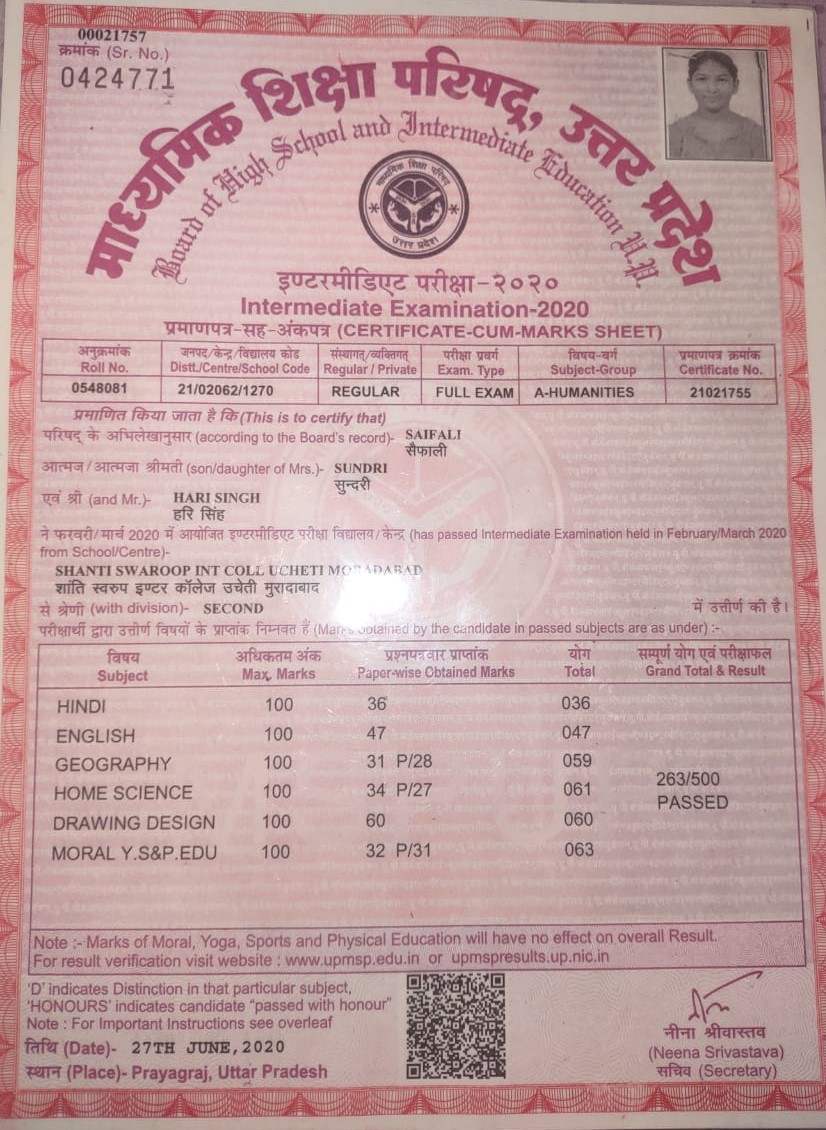 00021757
क्रमांक (Sr. No.)
0424771
माध्यमिक शिक्षा परिषद्, उत्तर प्रदेश
Board of High School and Intermediate Education U.P.
माध्यमिक शिक्षा परिषद्
उत्तर प्रदेश
इण्टरमीडिएट परीक्षा-२०२०
Intermediate Examination-2020
प्रमाणपत्र-सह-अंकपत्र (CERTIFICATE-CUM-MARKS SHEET)
अनुक्रमांक जनपद/केन्द्र/विद्यालय कोड संस्थागत/व्यक्तिगत परीक्षा प्रवर्ग विषय-वर्ग प्रमाणपत्र क्रमांक
Roll No. Distt./Centre/School Code Regular / Private Exam. Type Subject-Group Certificate No.
0548081 21/02062/1270 REGULAR FULL EXAM A-HUMANITIES 21021755
प्रमाणित किया जाता है कि (This is to certify that)
परिषद् के अभिलेखानुसार (according to the Board's record)- SAIFALI
सैफाली
आत्मज/आत्मजा श्रीमती (son/daughter of Mrs.)- SUNDRI
सुन्दरी
एवं श्री (and Mr.)- HARI SINGH
हरि सिंह
ने फरवरी/मार्च 2020 में आयोजित इण्टरमीडिएट परीक्षा विद्यालय/केन्द्र (has passed Intermediate Examination held in February/March 2020
from School/Centre)-
SHANTI SWAROOP INT COLL UCHETI MORADABAD
शांति स्वरुप इण्टर कॉलेज उचेती मुरादाबाद
से श्रेणी (with division)- SECOND में उत्तीर्ण की है।
परीक्षार्थी द्वारा उत्तीर्ण विषयों के प्राप्तांक निम्नवत हैं (Marks obtained by the candidate in passed subjects are as under) :-
विषय अधिकतम अंक प्रश्नपत्रवार प्राप्तांक योग सम्पूर्ण योग एवं परीक्षाफल
Subject Max. Marks Paper-wise Obtained Marks Total Grand Total & Result
HINDI 100 36 036
ENGLISH 100 47 047
GEOGRAPHY 100 31 P/28 059
HOME SCIENCE 100 34 P/27 061
263/500
PASSED
DRAWING DESIGN 100 60 060
MORAL Y.S&P.EDU 100 32 P/31 063
Note :- Marks of Moral, Yoga, Sports and Physical Education will have no effect on overall Result.
For result verification visit website : www.upmsp.edu.in or upmspresults.up.nic.in
'D' indicates Distinction in that particular subject,
'HONOURS' indicates candidate "passed with honour"
Note : For Important Instructions see overleaf
तिथि (Date)- 27TH JUNE,2020
स्थान (Place)- Prayagraj, Uttar Pradesh
नीना श्रीवास्तव
(Neena Srivastava)
सचिव (Secretary)